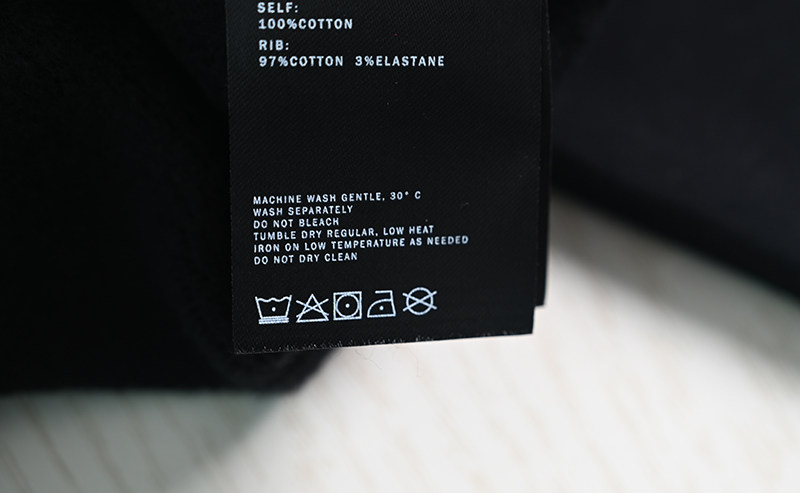 SELF:
100%COTTON
RIB:
97%COTTON 3%ELASTANE
MACHINE WASH GENTLE, 30° C
WASH SEPARATELY
DO NOT BLEACH
TUMBLE DRY REGULAR, LOW HEAT
IRON ON LOW TEMPERATURE AS NEEDED
DO NOT DRY CLEAN